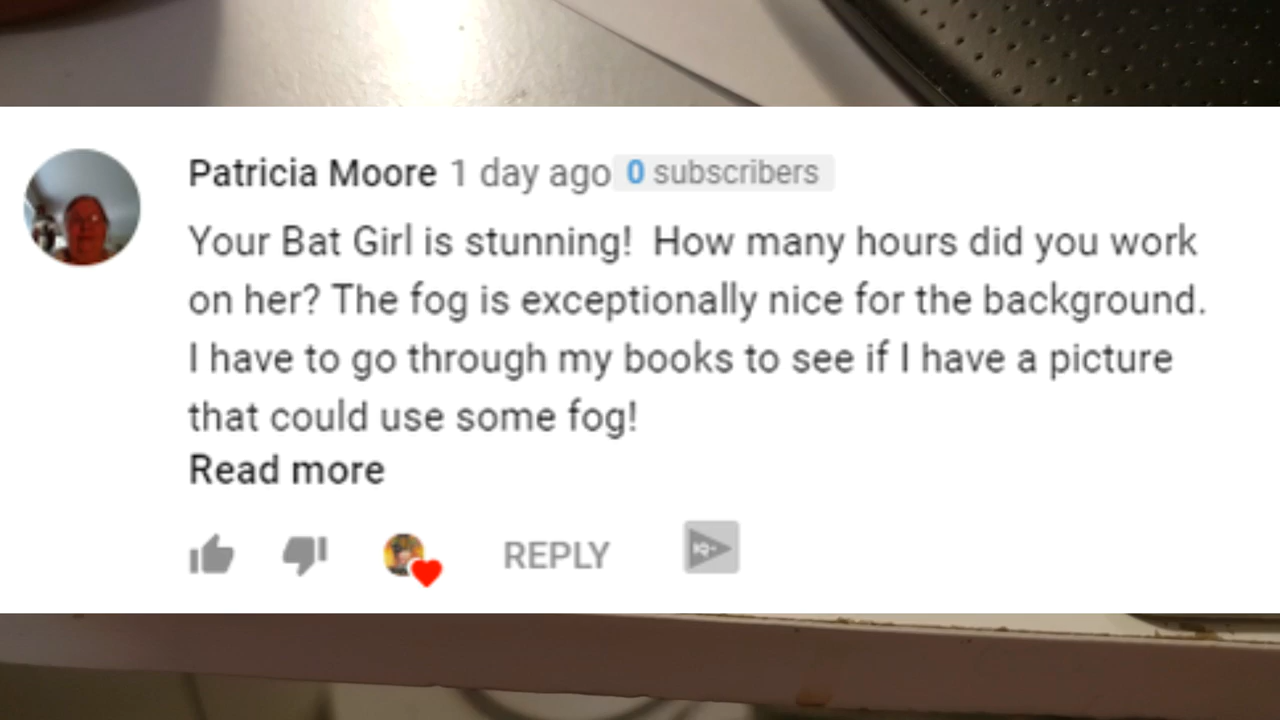 Patricia Moore 1 day ago 0 subscribers
Your Bat Girl is stunning!  How many hours did you work
on her? The fog is exceptionally nice for the background.
I have to go through my books to see if I have a picture
that could use some fog!
Read more
REPLY
IQ